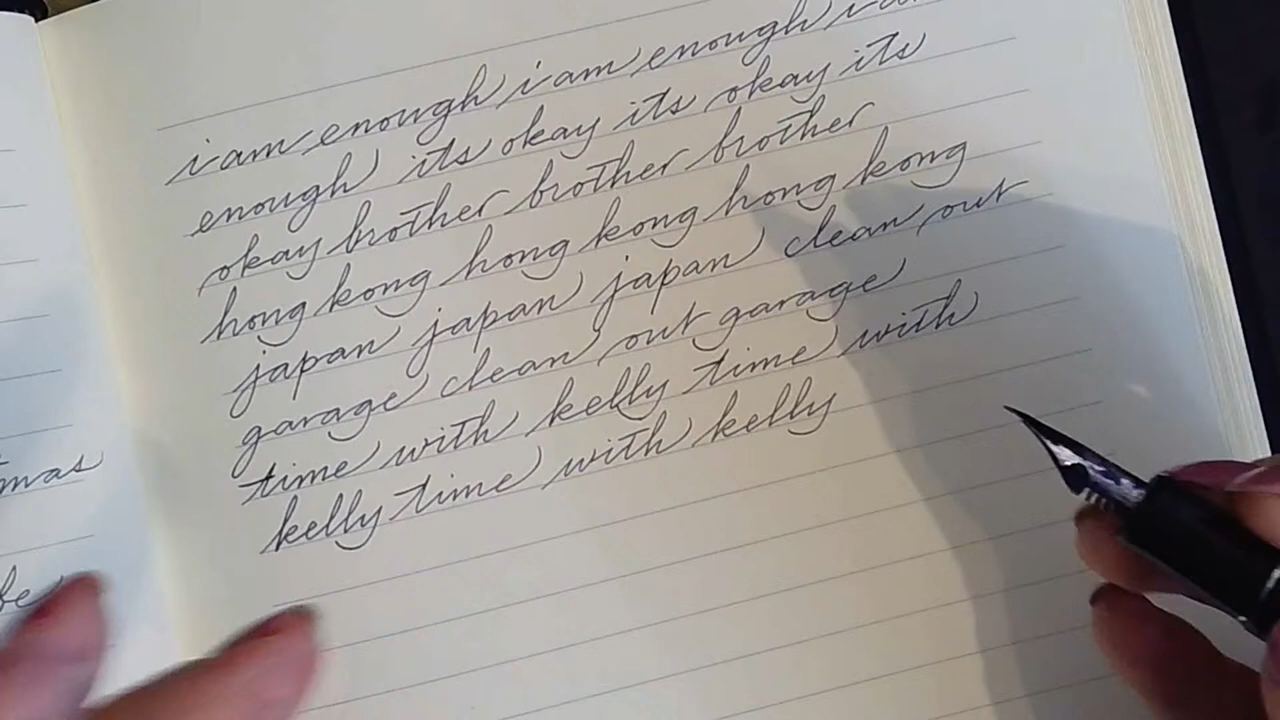 i am enough i am enough i am
enough its okay its okay its
okay brother brother brother
hong kong hong kong hong kong
japan japan japan clean out
garage clean out garage
time with kelly time with
kelly time with kelly